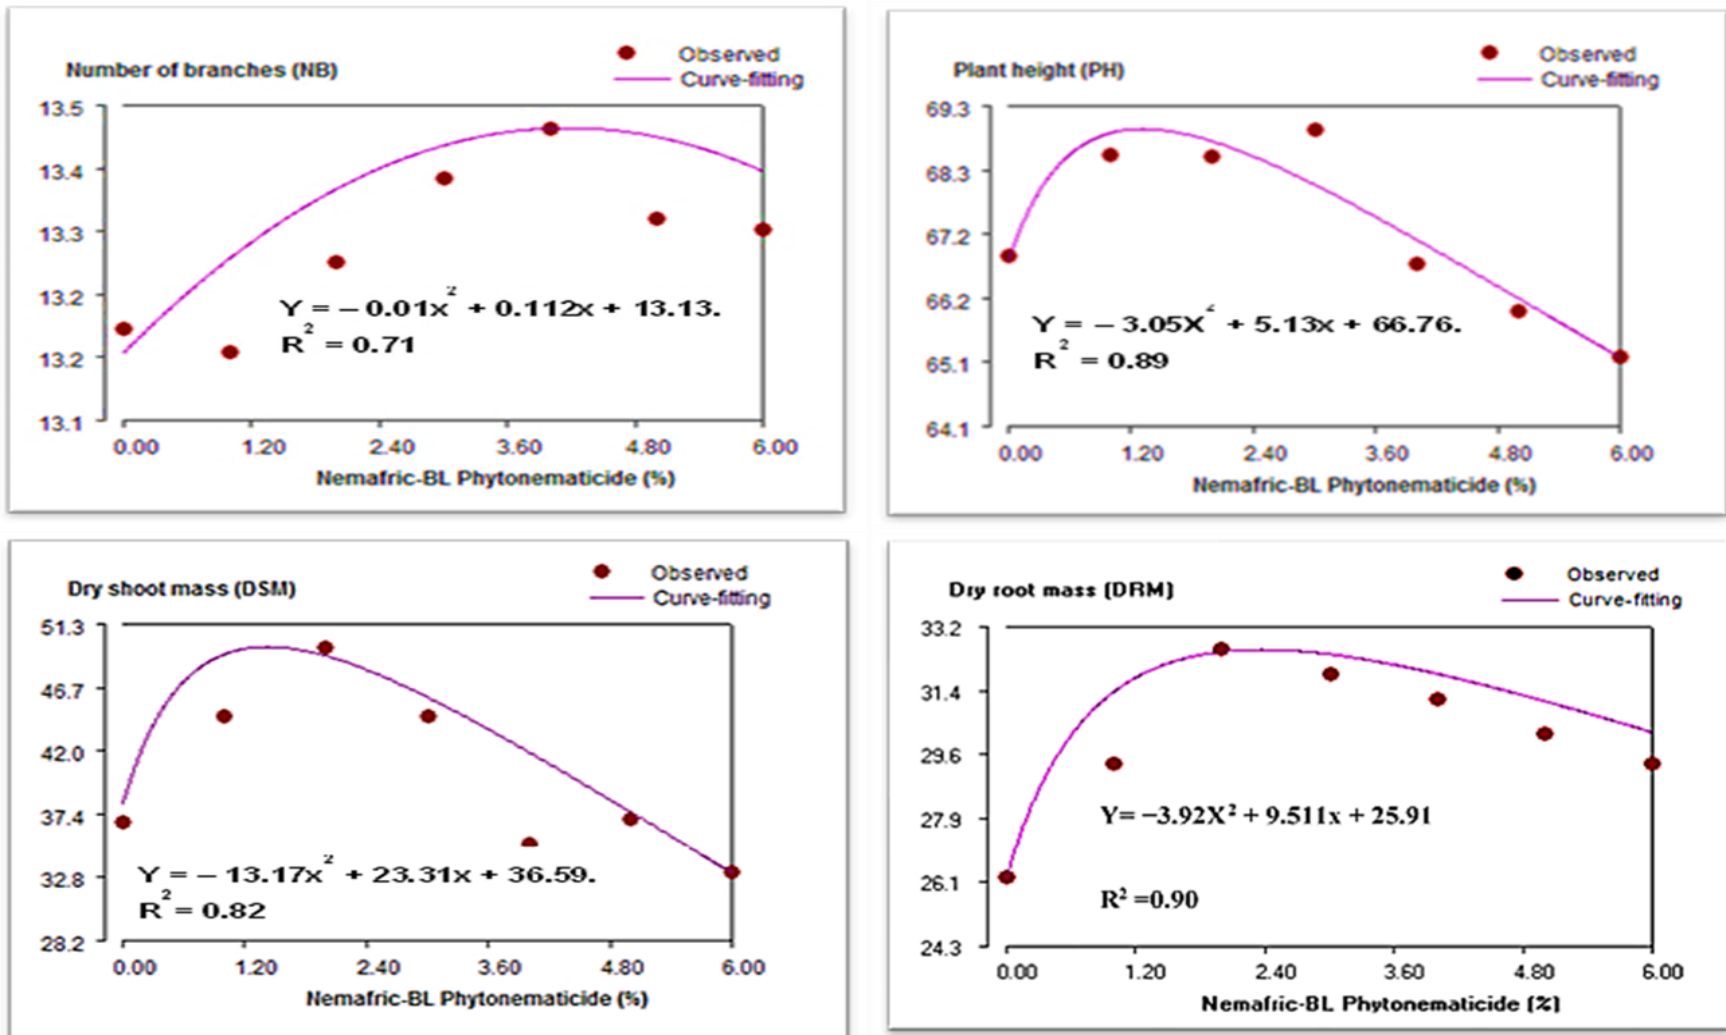 Number of branches (NB)
Observed
Curve-fitting
13.5
13.4
13.3
13.2
13.2
13.1
Y = – 0.01x² + 0.112x + 13.13.
R² = 0.71
0.00 1.20 2.40 3.60 4.80 6.00
Nemafric-BL Phytonematicide (%)
Plant height (PH)
Observed
Curve-fitting
69.3
68.3
67.2
66.2
65.1
64.1
Y = – 3.05X² + 5.13x + 66.76.
R² = 0.89
0.00 1.20 2.40 3.60 4.80 6.00
Nemafric-BL Phytonematicide (%)
Dry shoot mass (DSM)
Observed
Curve-fitting
51.3
46.7
42.0
37.4
32.8
28.2
Y = – 13.17x² + 23.31x + 36.59.
R² = 0.82
0.00 1.20 2.40 3.60 4.80 6.00
Nemafric-BL Phytonematicide (%)
Dry root mass (DRM)
Observed
Curve-fitting
33.2
31.4
29.6
27.9
26.1
24.3
Y= −3.92X² + 9.511x + 25.91
R² =0.90
0.00 1.20 2.40 3.60 4.80 6.00
Nemafric-BL Phytonematicide (%)